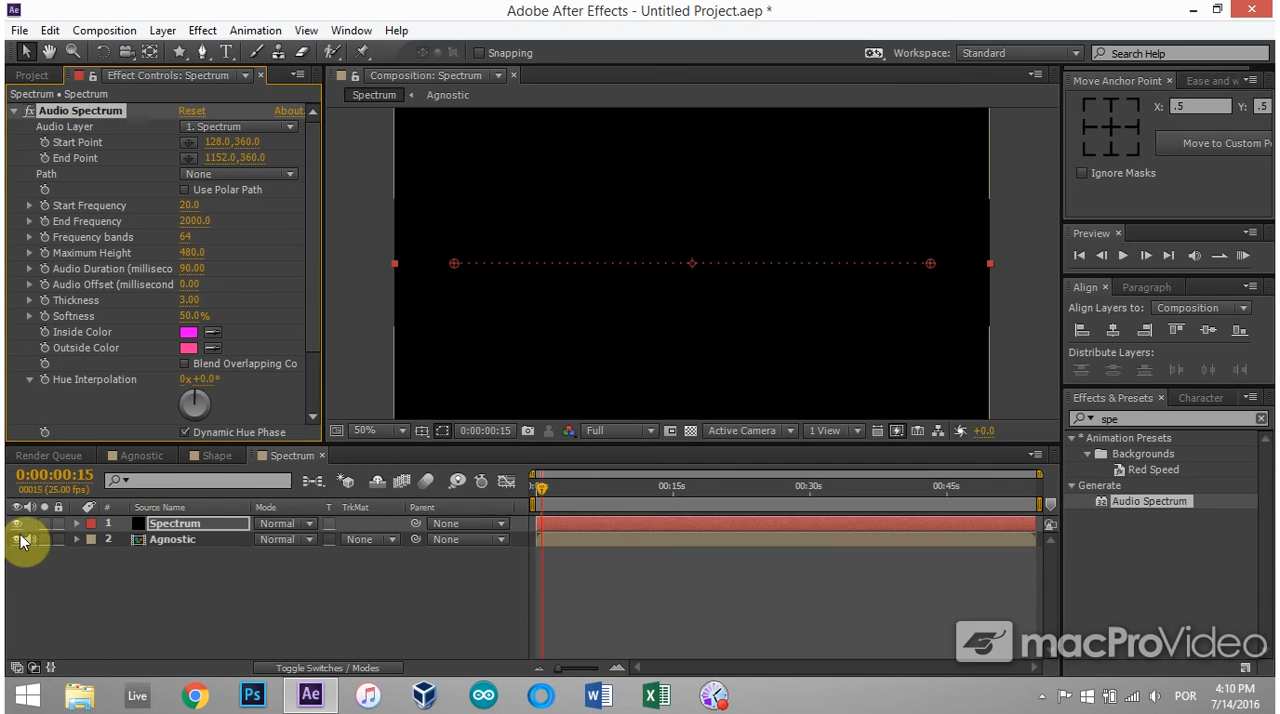 Ae
Adobe After Effects - Untitled Project.aep *
File Edit Composition Layer Effect Animation View Window Help
Snapping
Workspace: Standard
Search Help
Project
Effect Controls: Spectrum
Composition: Spectrum
Move Anchor Point
Ease and w
Spectrum • Spectrum
Spectrum
Agnostic
fx Audio Spectrum Reset About
X: .5 Y: .5
Audio Layer 1. Spectrum
Start Point 128.0,360.0
Move to Custom P
End Point 1152.0,360.0
Path None
Ignore Masks
Use Polar Path
Start Frequency 20.0
End Frequency 2000.0
Frequency bands 64
Preview
Maximum Height 480.0
Audio Duration (milliseco 90.00
Audio Offset (millisecond 0.00
Align Paragraph
Thickness 3.00
Align Layers to: Composition
Softness 50.0%
Inside Color
Outside Color
Distribute Layers:
Blend Overlapping Co
Hue Interpolation 0x+0.0°
Effects & Presets Character
spe
Dynamic Hue Phase
50% 0:00:00:15 Full Active Camera 1 View +0.0
* Animation Presets
Backgrounds
Red Speed
Generate
Audio Spectrum
Render Queue Agnostic Shape Spectrum
0:00:00:15
00015 (25.00 fps)
00:15s 00:30s 00:45s
# Source Name Mode T TrkMat Parent
1 Spectrum Normal None
2 Agnostic Normal None None
macProVideo
Toggle Switches / Modes
Live Ps Ae W X POR
4:10 PM
7/14/2016